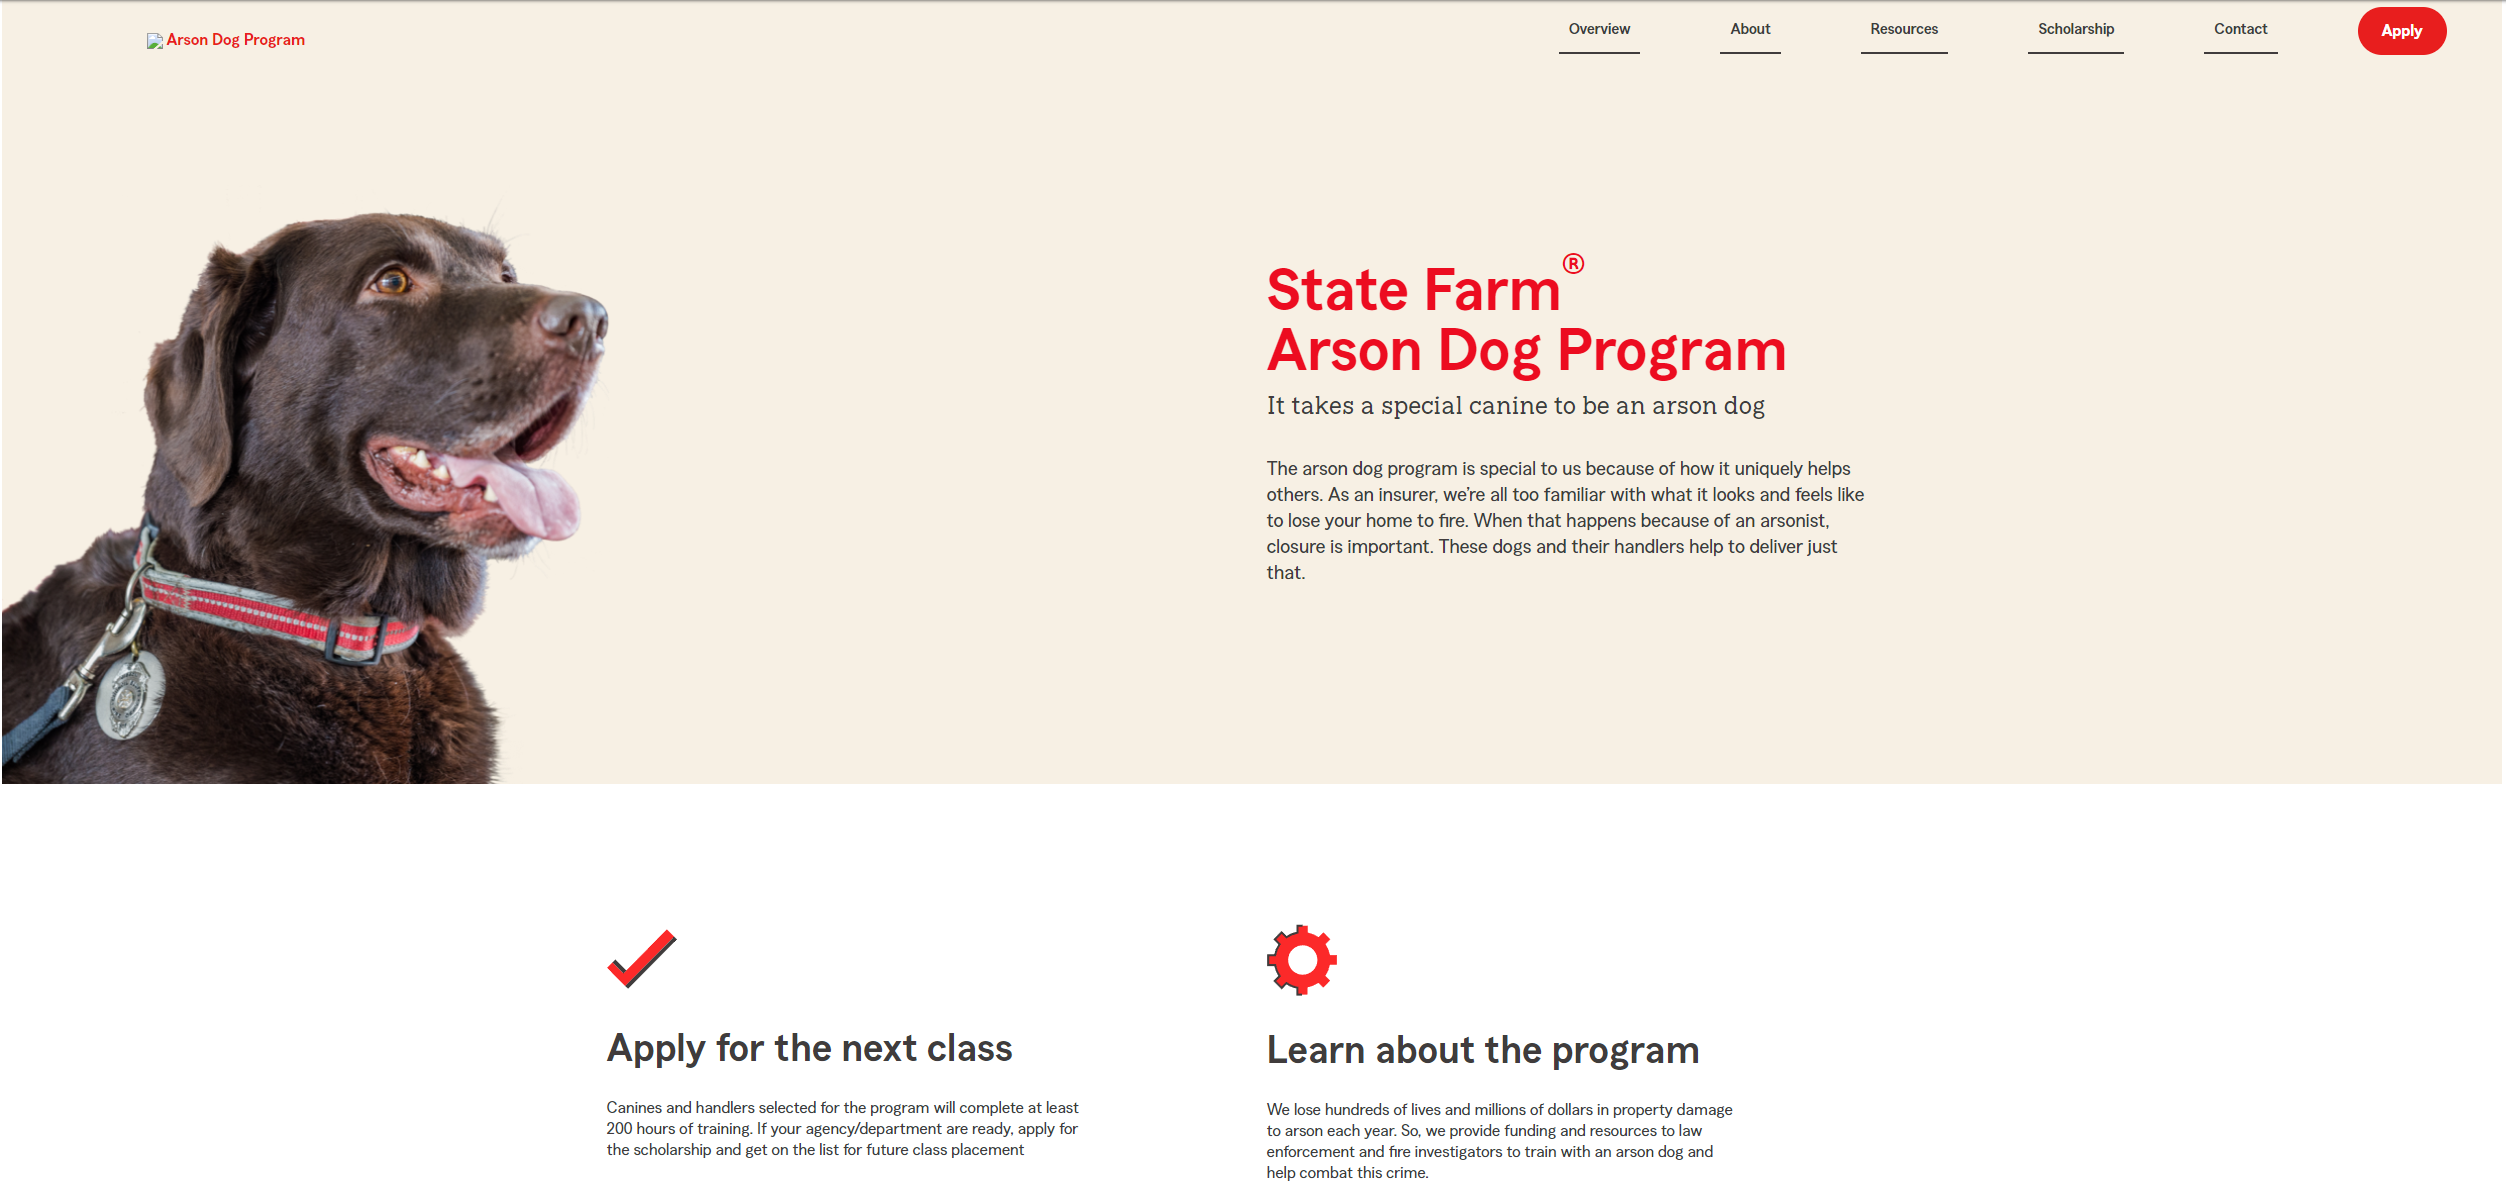 Arson Dog Program
Overview
About
Resources
Scholarship
Contact
Apply
State Farm®
Arson Dog Program
It takes a special canine to be an arson dog
The arson dog program is special to us because of how it uniquely helps
others. As an insurer, we’re all too familiar with what it looks and feels like
to lose your home to fire. When that happens because of an arsonist,
closure is important. These dogs and their handlers help to deliver just
that.
Apply for the next class
Canines and handlers selected for the program will complete at least
200 hours of training. If your agency/department are ready, apply for
the scholarship and get on the list for future class placement
Learn about the program
We lose hundreds of lives and millions of dollars in property damage
to arson each year. So, we provide funding and resources to law
enforcement and fire investigators to train with an arson dog and
help combat this crime.